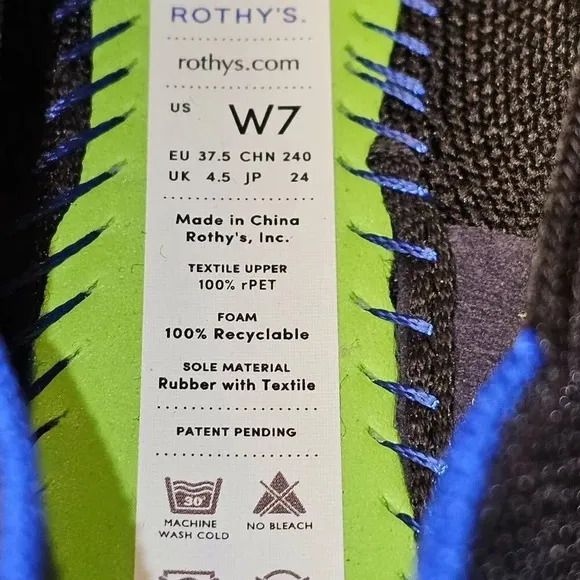 ROTHY'S.
rothys.com
US W7
EU 37.5 CHN 240
UK 4.5 JP 24
Made in China
Rothy's, Inc.
TEXTILE UPPER
100% rPET
FOAM
100% Recyclable
SOLE MATERIAL
Rubber with Textile
PATENT PENDING
30°
MACHINE
WASH COLD
NO BLEACH